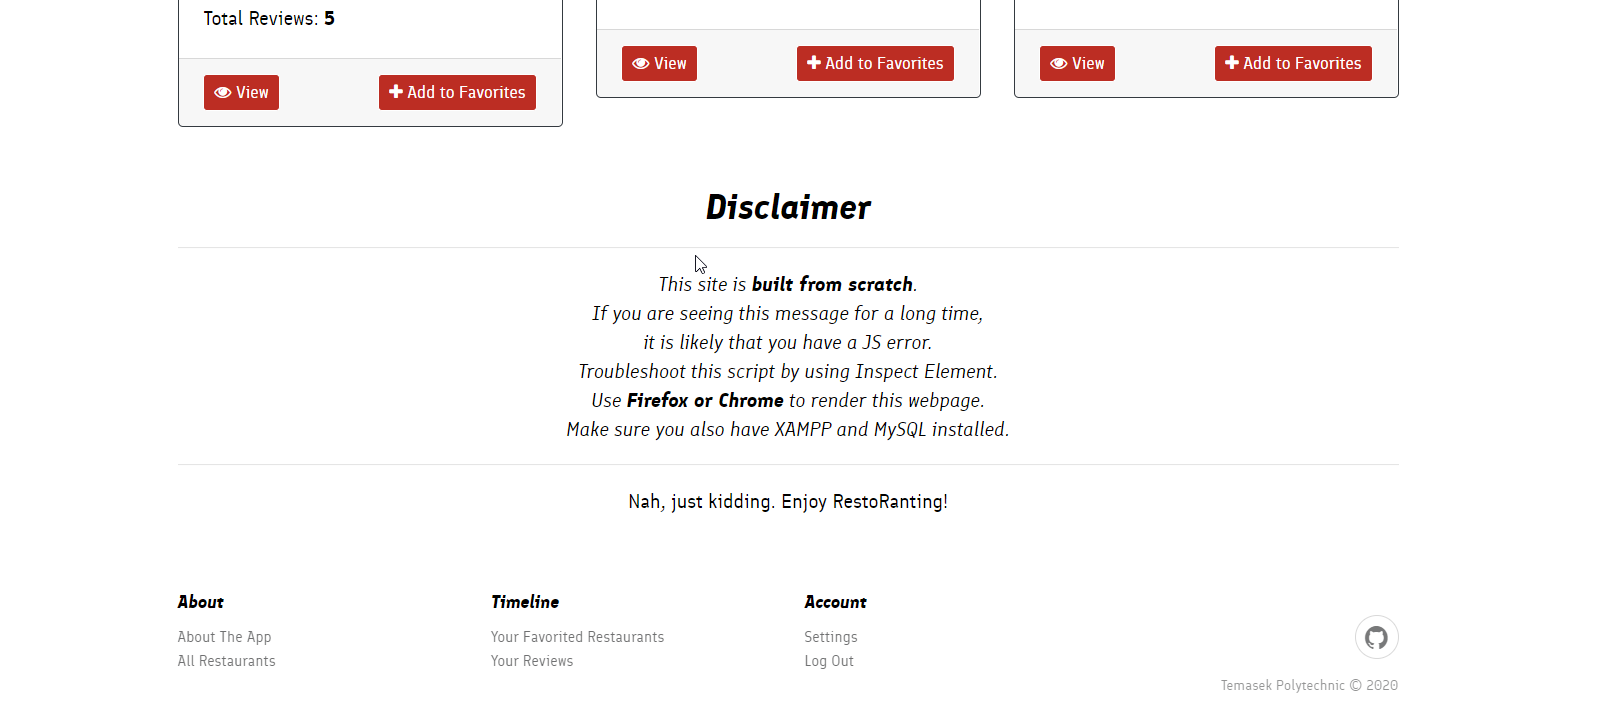 Total Reviews: 5
View Add to Favorites
View Add to Favorites
View Add to Favorites
Disclaimer
This site is built from scratch.
If you are seeing this message for a long time,
it is likely that you have a JS error.
Troubleshoot this script by using Inspect Element.
Use Firefox or Chrome to render this webpage.
Make sure you also have XAMPP and MySQL installed.
Nah, just kidding. Enjoy RestoRanting!
About
About The App
All Restaurants
Timeline
Your Favorited Restaurants
Your Reviews
Account
Settings
Log Out
Temasek Polytechnic © 2020